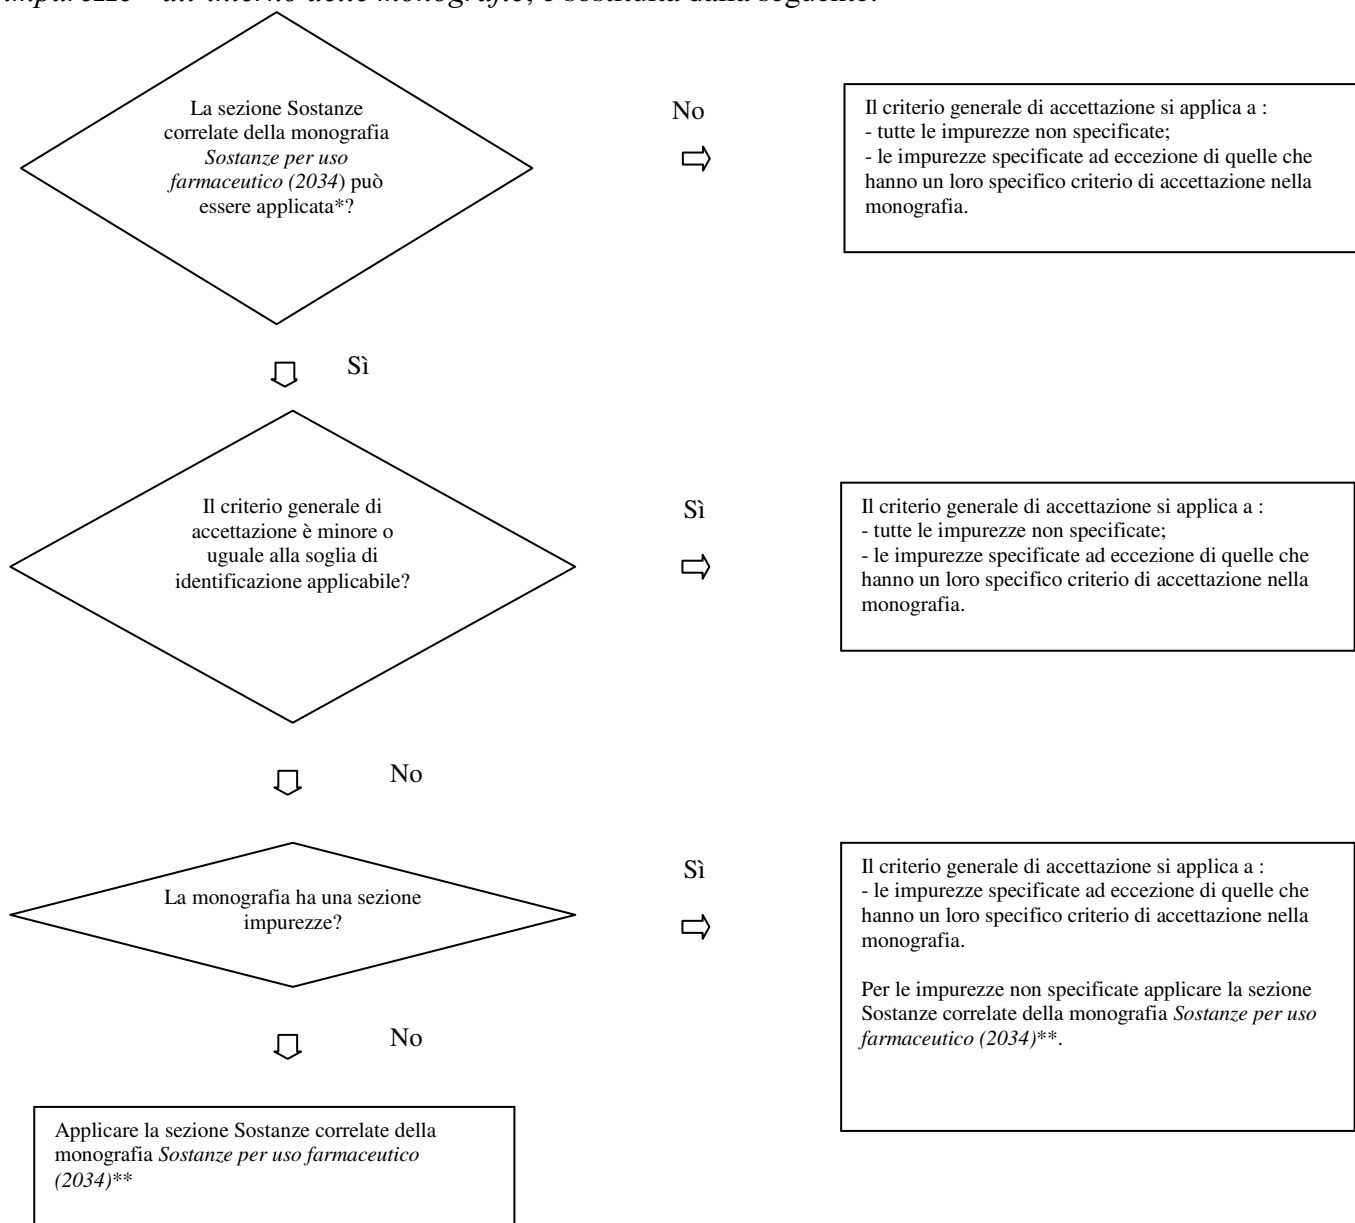 impurezze" all'interno delle monografie, è sostituita dalla seguente:
La sezione Sostanze
correlate della monografia
Sostanze per uso
farmaceutico (2034) può
essere applicata*?
No
Il criterio generale di accettazione si applica a :
- tutte le impurezze non specificate;
- le impurezze specificate ad eccezione di quelle che
hanno un loro specifico criterio di accettazione nella
monografia.
Sì
Il criterio generale di
accettazione è minore o
uguale alla soglia di
identificazione applicabile?
Sì
Il criterio generale di accettazione si applica a :
- tutte le impurezze non specificate;
- le impurezze specificate ad eccezione di quelle che
hanno un loro specifico criterio di accettazione nella
monografia.
No
La monografia ha una sezione
impurezze?
Sì
Il criterio generale di accettazione si applica a :
- le impurezze specificate ad eccezione di quelle che
hanno un loro specifico criterio di accettazione nella
monografia.
Per le impurezze non specificate applicare la sezione
Sostanze correlate della monografia Sostanze per uso
farmaceutico (2034)**.
No
Applicare la sezione Sostanze correlate della
monografia Sostanze per uso farmaceutico
(2034)**